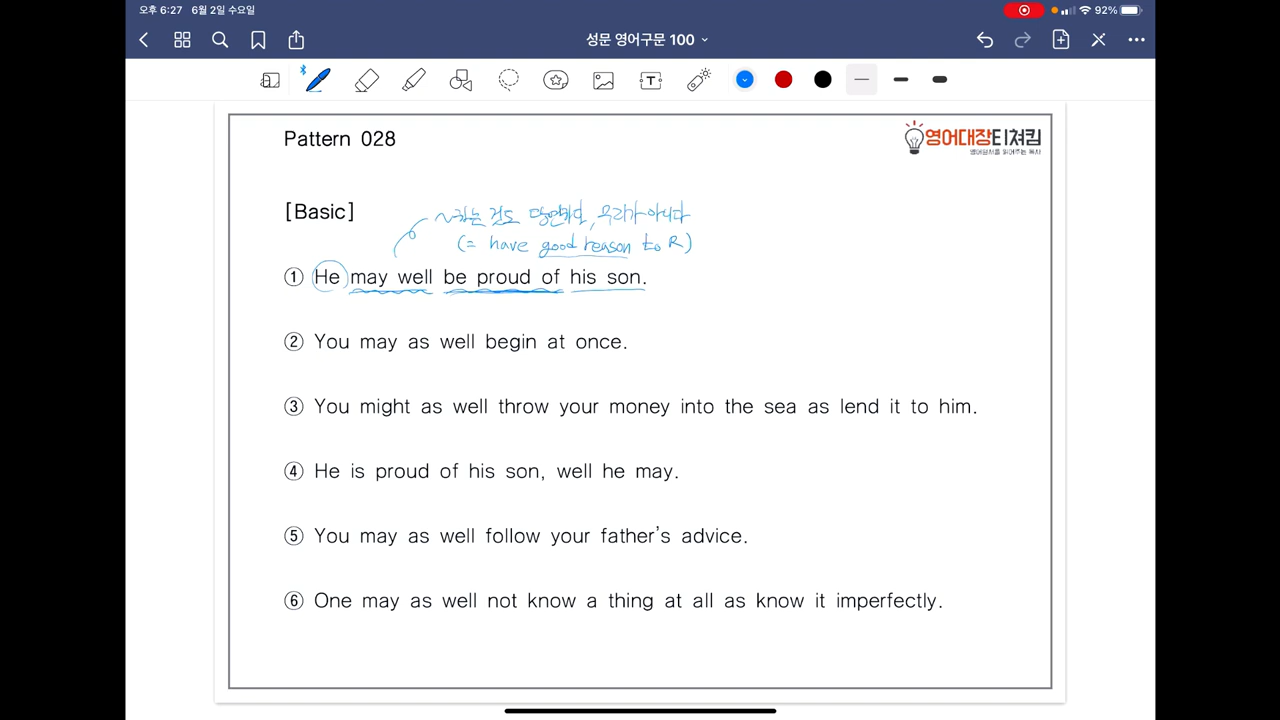 오후 6:27 6월 2일 수요일
92%
성문 영어구문 100
T
Pattern 028
영어대장티쳐킴
[Basic]
~하는 것도 당연하다, 무리가 아니다
(= have good reason to R)
① He may well be proud of his son.
② You may as well begin at once.
③ You might as well throw your money into the sea as lend it to him.
④ He is proud of his son, well he may.
⑤ You may as well follow your father's advice.
⑥ One may as well not know a thing at all as know it imperfectly.